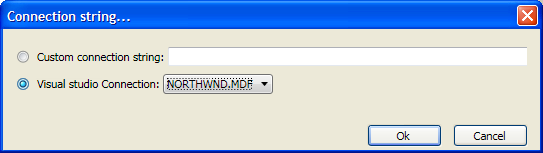 Connection string...
Custom connection string:
Visual studio Connection: NORTHWND.MDF
Ok Cancel